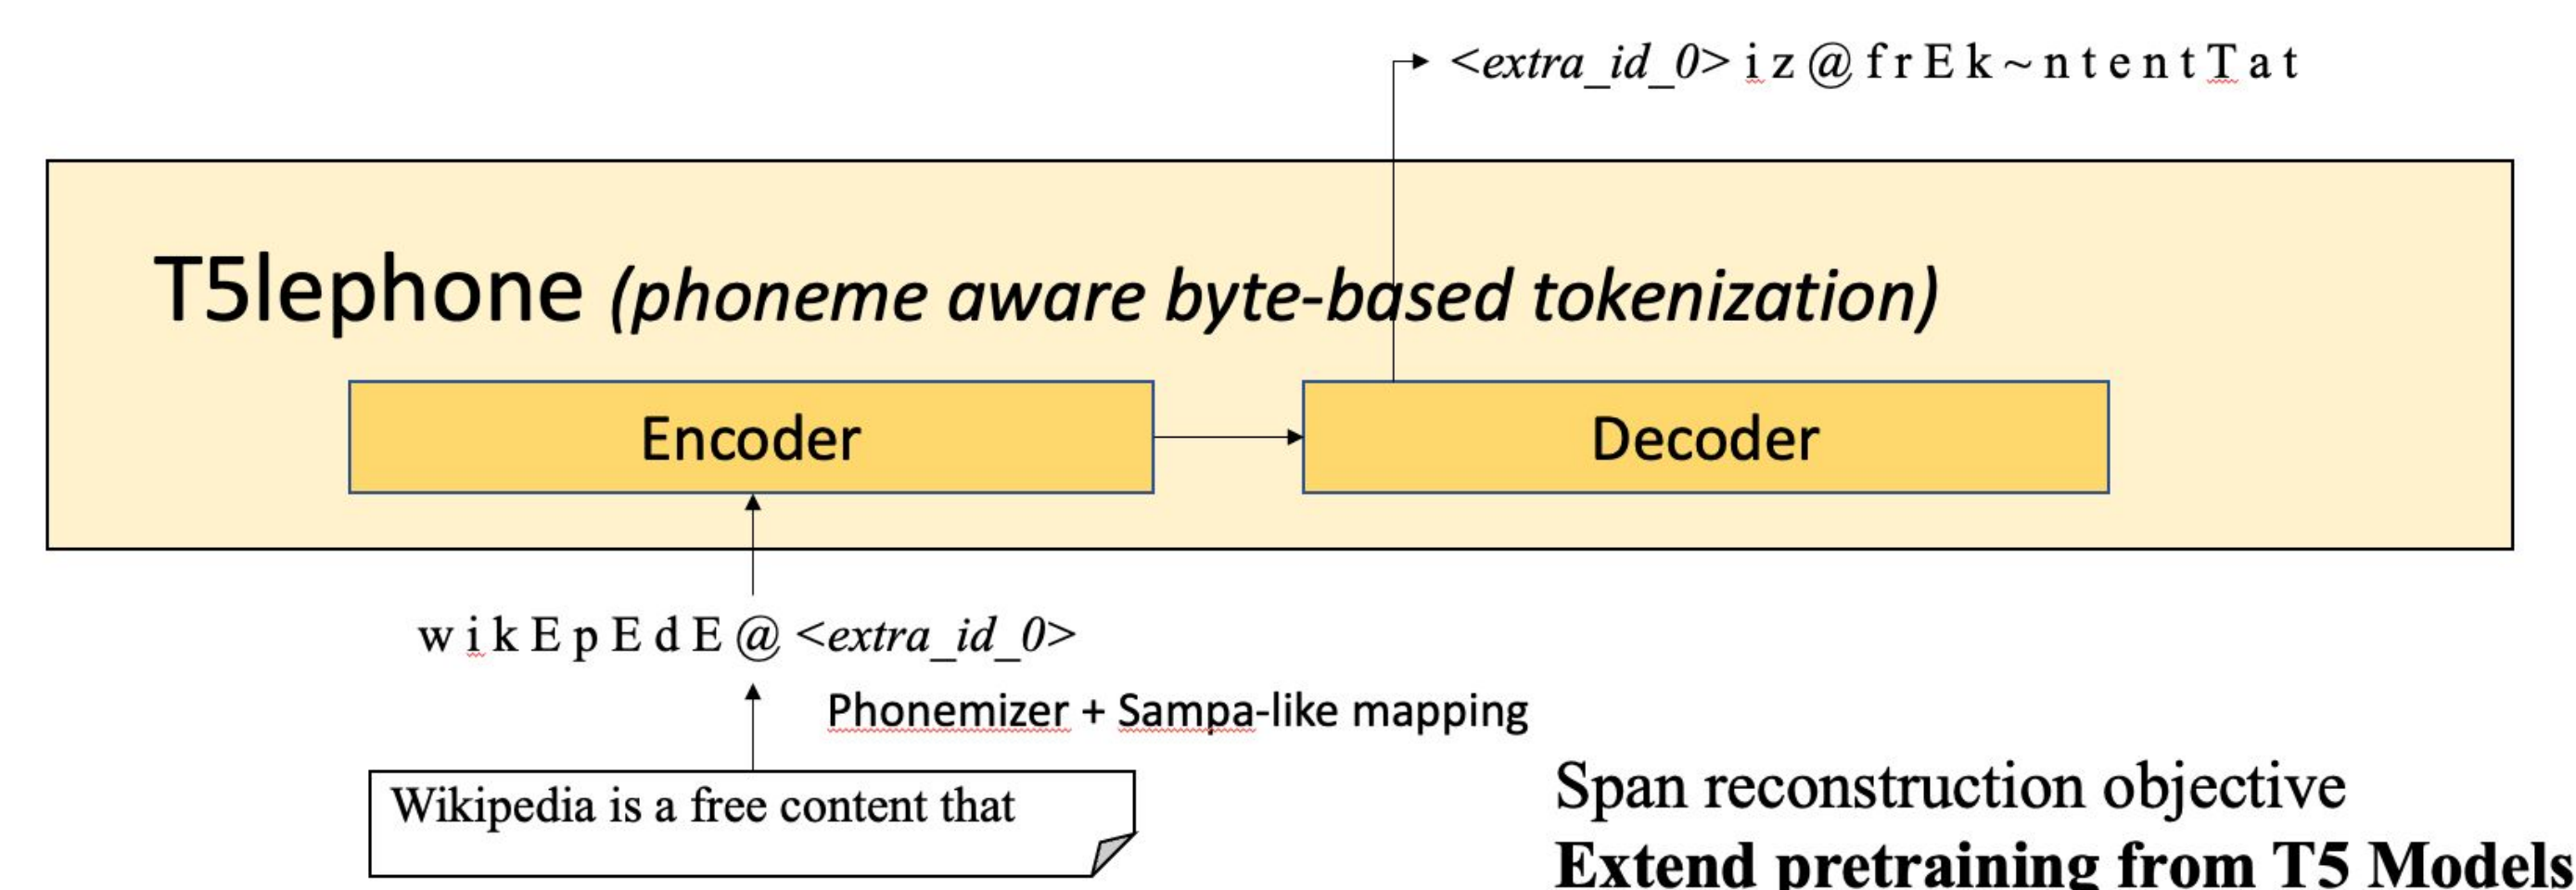 <extra_id_0> i z @ f r E k ~ n t e n t T a t
T5lephone (phoneme aware byte-based tokenization)
Encoder
Decoder
w i k E p E d E @ <extra_id_0>
Phonemizer + Sampa-like mapping
Wikipedia is a free content that
Span reconstruction objective
Extend pretraining from T5 Models